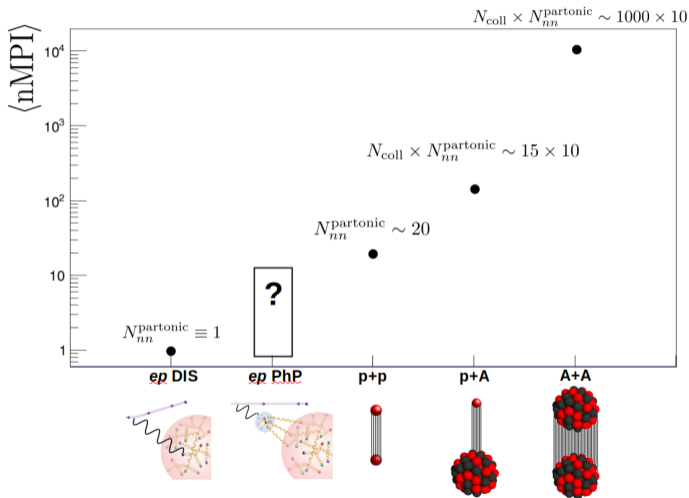 N_coll × N_nn^partonic ∼ 1000 × 10
⟨nMPI⟩
10^4
10^3
N_coll × N_nn^partonic ∼ 15 × 10
10^2
N_nn^partonic ∼ 20
10
?
N_nn^partonic ≡ 1
1
ep DIS ep PhP p+p p+A A+A